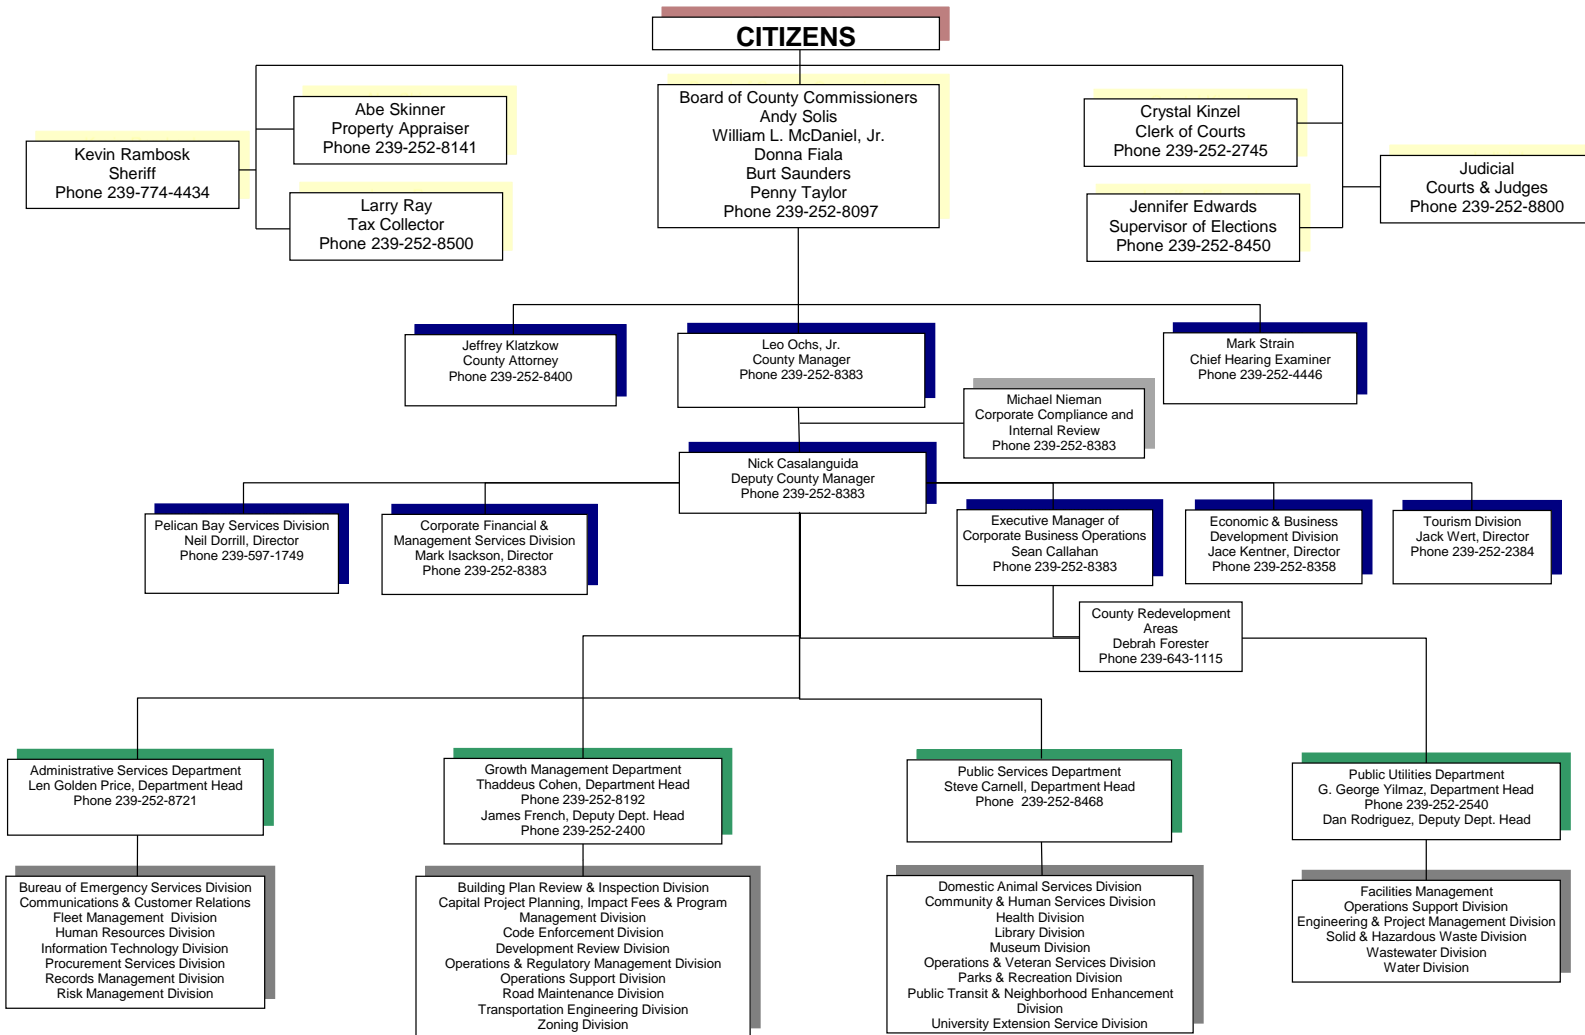 CITIZENS
Kevin Rambosk
Sheriff
Phone 239-774-4434
Abe Skinner
Property Appraiser
Phone 239-252-8141
Larry Ray
Tax Collector
Phone 239-252-8500
Board of County Commissioners
Andy Solis
William L. McDaniel, Jr.
Donna Fiala
Burt Saunders
Penny Taylor
Phone 239-252-8097
Crystal Kinzel
Clerk of Courts
Phone 239-252-2745
Jennifer Edwards
Supervisor of Elections
Phone 239-252-8450
Judicial
Courts & Judges
Phone 239-252-8800
Jeffrey Klatzkow
County Attorney
Phone 239-252-8400
Leo Ochs, Jr.
County Manager
Phone 239-252-8383
Mark Strain
Chief Hearing Examiner
Phone 239-252-4446
Michael Nieman
Corporate Compliance and
Internal Review
Phone 239-252-8383
Nick Casalanguida
Deputy County Manager
Phone 239-252-8383
Pelican Bay Services Division
Neil Dorrill, Director
Phone 239-597-1749
Corporate Financial &
Management Services Division
Mark Isackson, Director
Phone 239-252-8383
Executive Manager of
Corporate Business Operations
Sean Callahan
Phone 239-252-8383
Economic & Business
Development Division
Jace Kentner, Director
Phone 239-252-8358
Tourism Division
Jack Wert, Director
Phone 239-252-2384
County Redevelopment
Areas
Debrah Forester
Phone 239-643-1115
Administrative Services Department
Len Golden Price, Department Head
Phone 239-252-8721
Growth Management Department
Thaddeus Cohen, Department Head
Phone 239-252-8192
James French, Deputy Dept. Head
Phone 239-252-2400
Public Services Department
Steve Carnell, Department Head
Phone 239-252-8468
Public Utilities Department
G. George Yilmaz, Department Head
Phone 239-252-2540
Dan Rodriguez, Deputy Dept. Head
Bureau of Emergency Services Division
Communications & Customer Relations
Fleet Management Division
Human Resources Division
Information Technology Division
Procurement Services Division
Records Management Division
Risk Management Division
Building Plan Review & Inspection Division
Capital Project Planning, Impact Fees & Program
Management Division
Code Enforcement Division
Development Review Division
Operations & Regulatory Management Division
Operations Support Division
Road Maintenance Division
Transportation Engineering Division
Zoning Division
Domestic Animal Services Division
Community & Human Services Division
Health Division
Library Division
Museum Division
Operations & Veteran Services Division
Parks & Recreation Division
Public Transit & Neighborhood Enhancement
Division
University Extension Service Division
Facilities Management
Operations Support Division
Engineering & Project Management Division
Solid & Hazardous Waste Division
Wastewater Division
Water Division